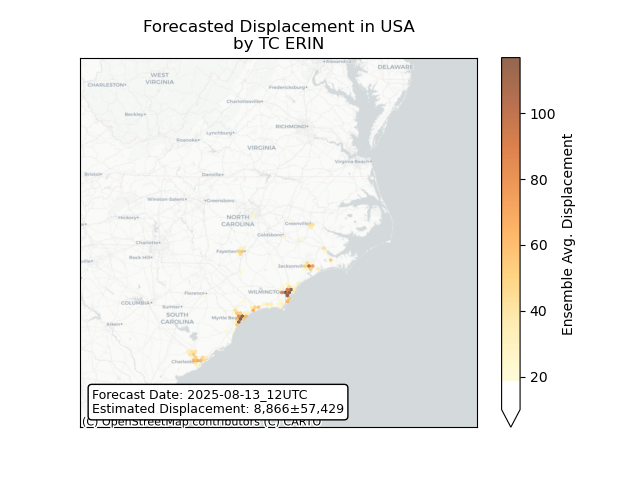 Forecasted Displacement in USA
by TC ERIN
DELAWARE
WEST
VIRGINIA
CHARLESTON
Fredericksburg
Charlottesville
Beckley
RICHMOND
Lynchburg
Roanoke
VIRGINIA
Virginia Beach
Bristol
Danville
Winston-Salem
Greensboro
Hickory
NORTH
CAROLINA
Greenville
Goldsboro
Charlotte
Fayetteville
Rock Hill
Jacksonville
Florence
WILMINGTON
COLUMBIA
Sumter
SOUTH
CAROLINA
Myrtle Bea
Aiken
Charles
Forecast Date: 2025-08-13_12UTC
Estimated Displacement: 8,866±57,429
(C) OpenStreetMap contributors (C) CARTO
100
80
60
40
20
Ensemble Avg. Displacement